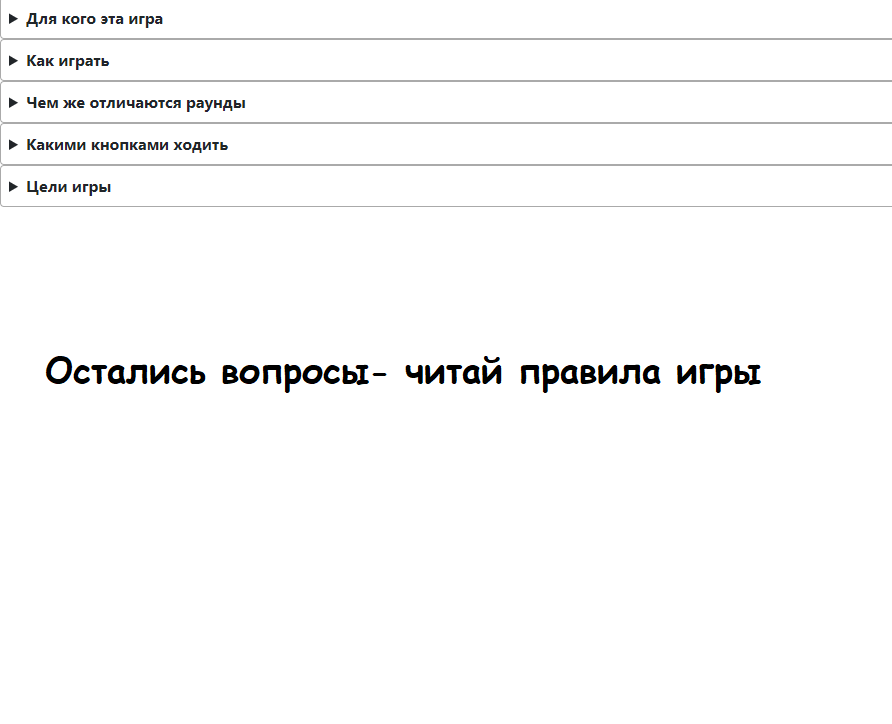 Для кого эта игра
Как играть
Чем же отличаются раунды
Какими кнопками ходить
Цели игры
Остались вопросы- читай правила игры